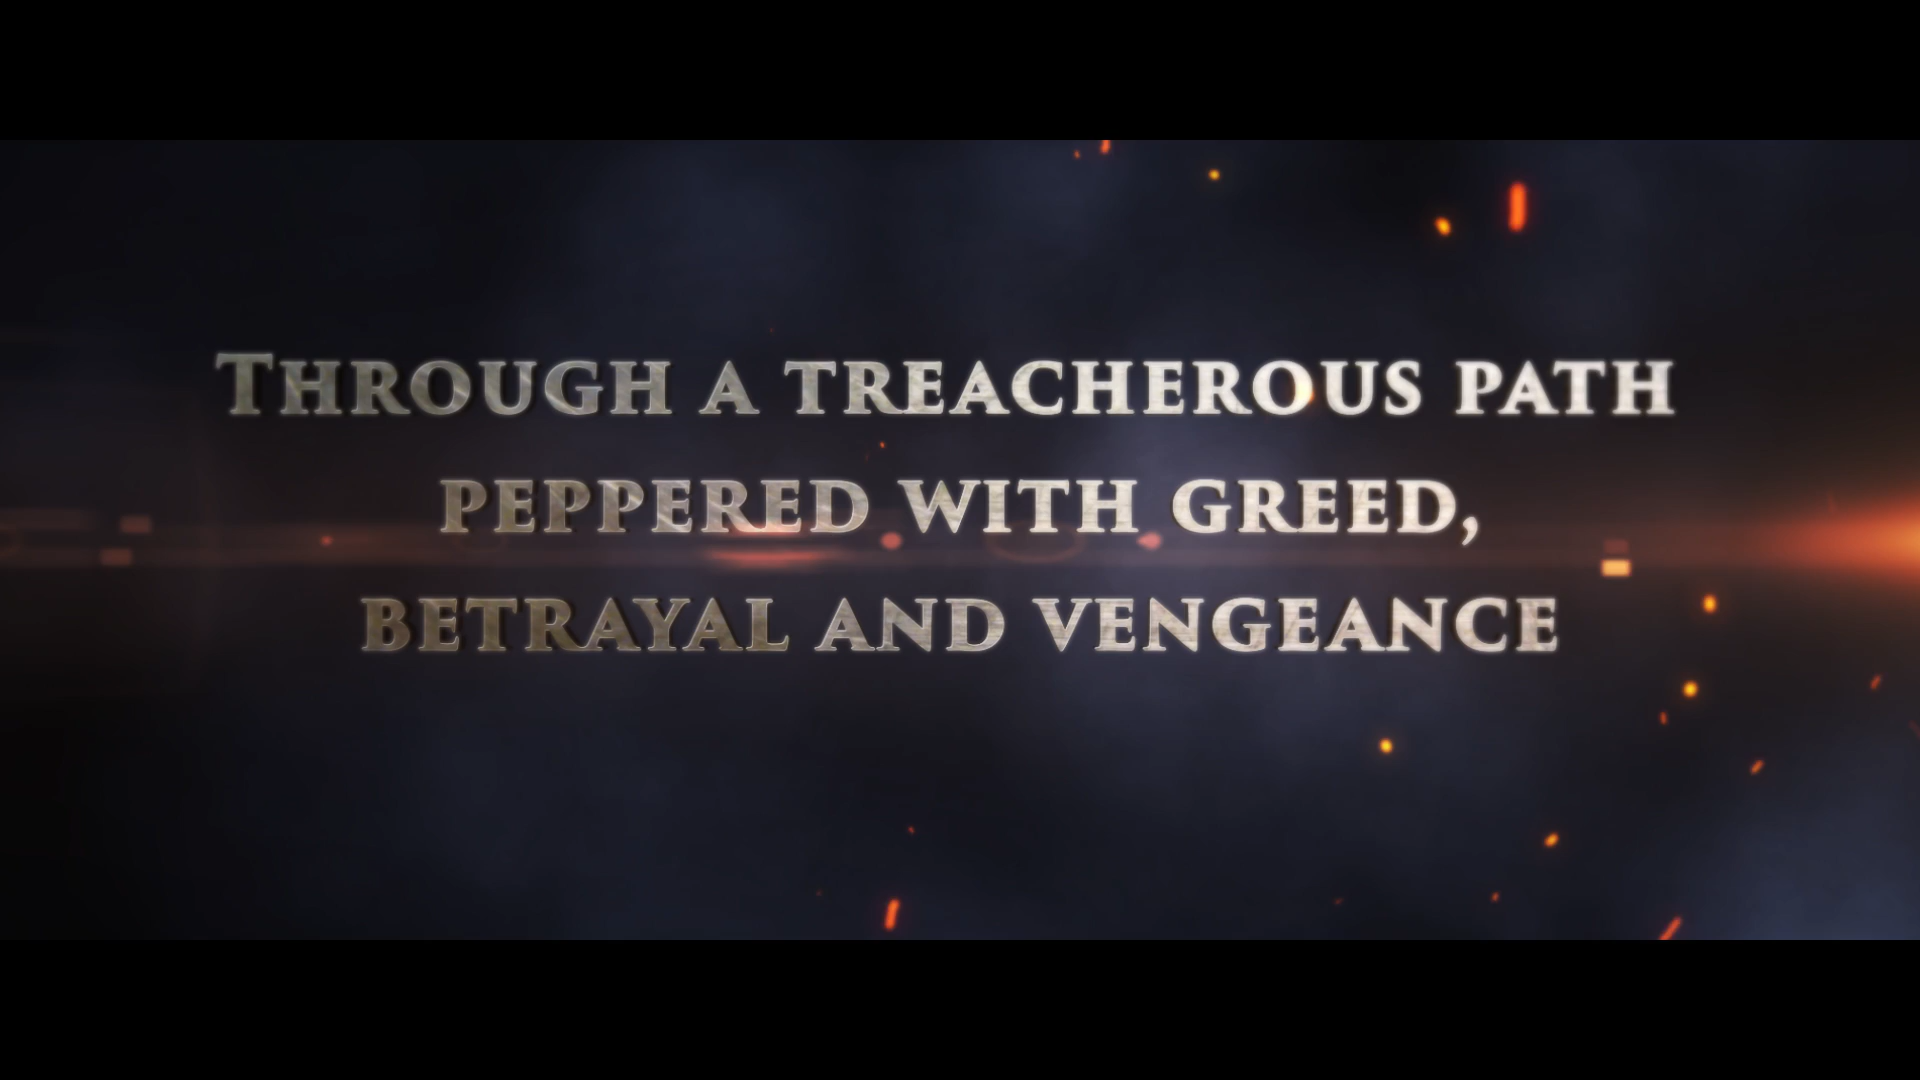 Through a treacherous path
peppered with greed,
betrayal and vengeance